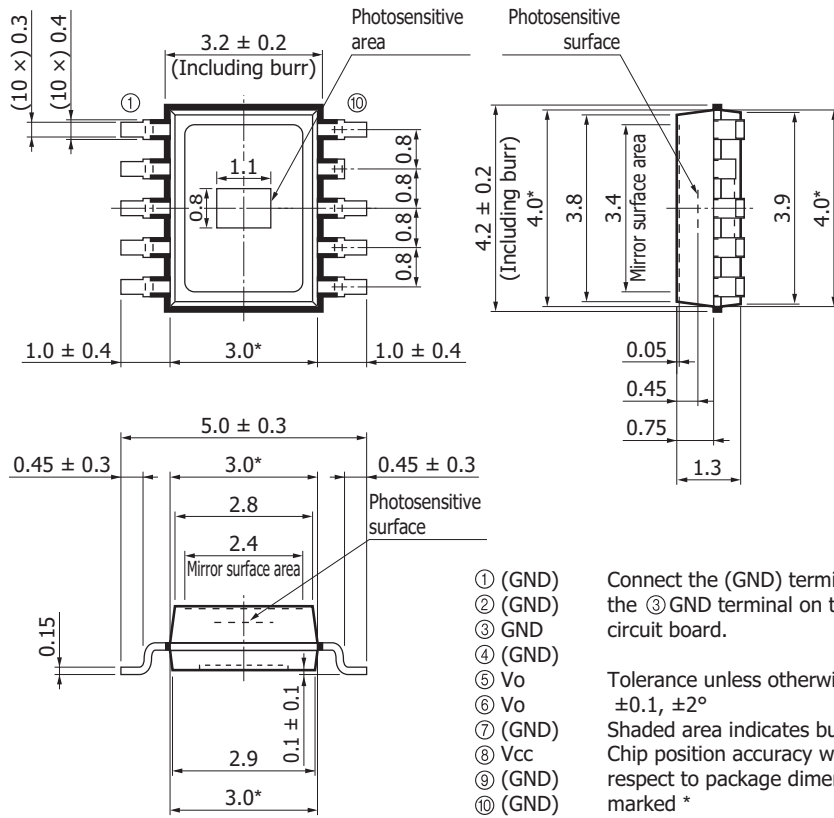 (10 ×) 0.3
(10 ×) 0.4
3.2 ± 0.2
(Including burr)
Photosensitive
area
Photosensitive
surface
①
⑩
1.1
0.8
0.8
0.8
0.8
0.8
1.0 ± 0.4
3.0*
1.0 ± 0.4
4.2 ± 0.2
(Including burr)
4.0*
3.8
3.4
Mirror surface area
3.9
4.0*
0.05
0.45
0.75
1.3
5.0 ± 0.3
0.45 ± 0.3
3.0*
0.45 ± 0.3
2.8
Photosensitive
surface
2.4
Mirror surface area
0.15
0.1 ± 0.1
2.9
3.0*
① (GND)
② (GND)
③ GND
④ (GND)
⑤ Vo
⑥ Vo
⑦ (GND)
⑧ Vcc
⑨ (GND)
⑩ (GND)
Connect the (GND)
the ③ GND terminal on
circuit board.
Tolerance unless
±0.1, ±2°
Shaded area indicates
Chip position accuracy
respect to package
marked *